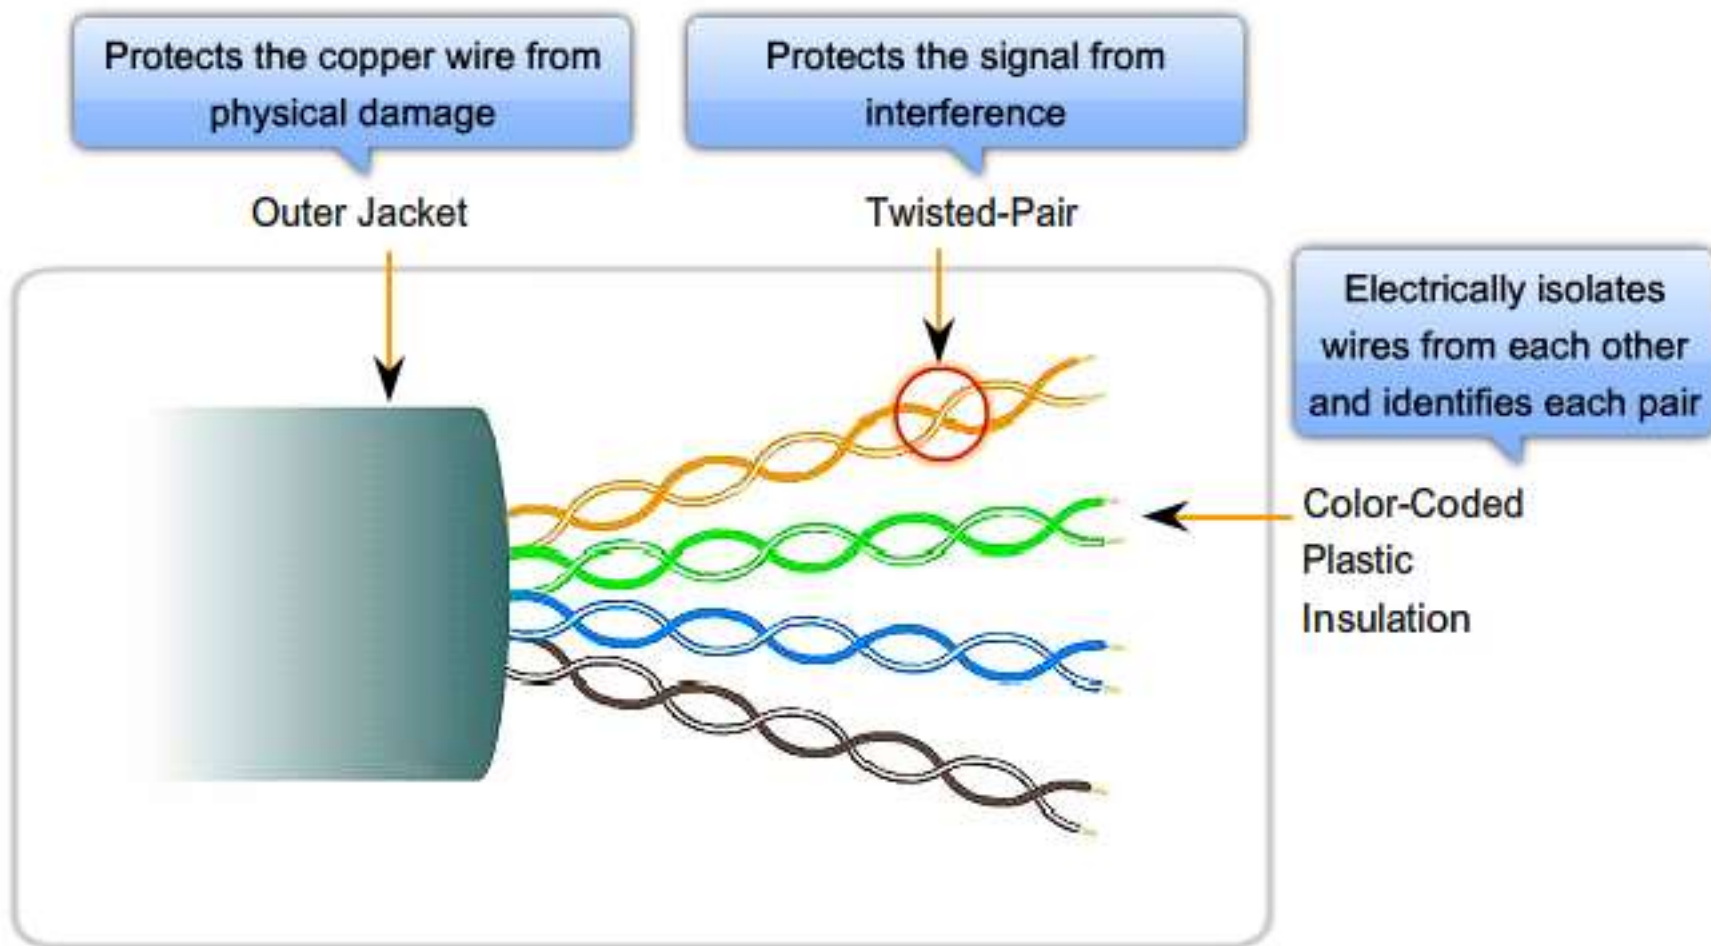 Protects the copper wire from
physical damage
Protects the signal from
interference
Outer Jacket
Twisted-Pair
Electrically isolates
wires from each other
and identifies each pair
Color-Coded
Plastic
Insulation